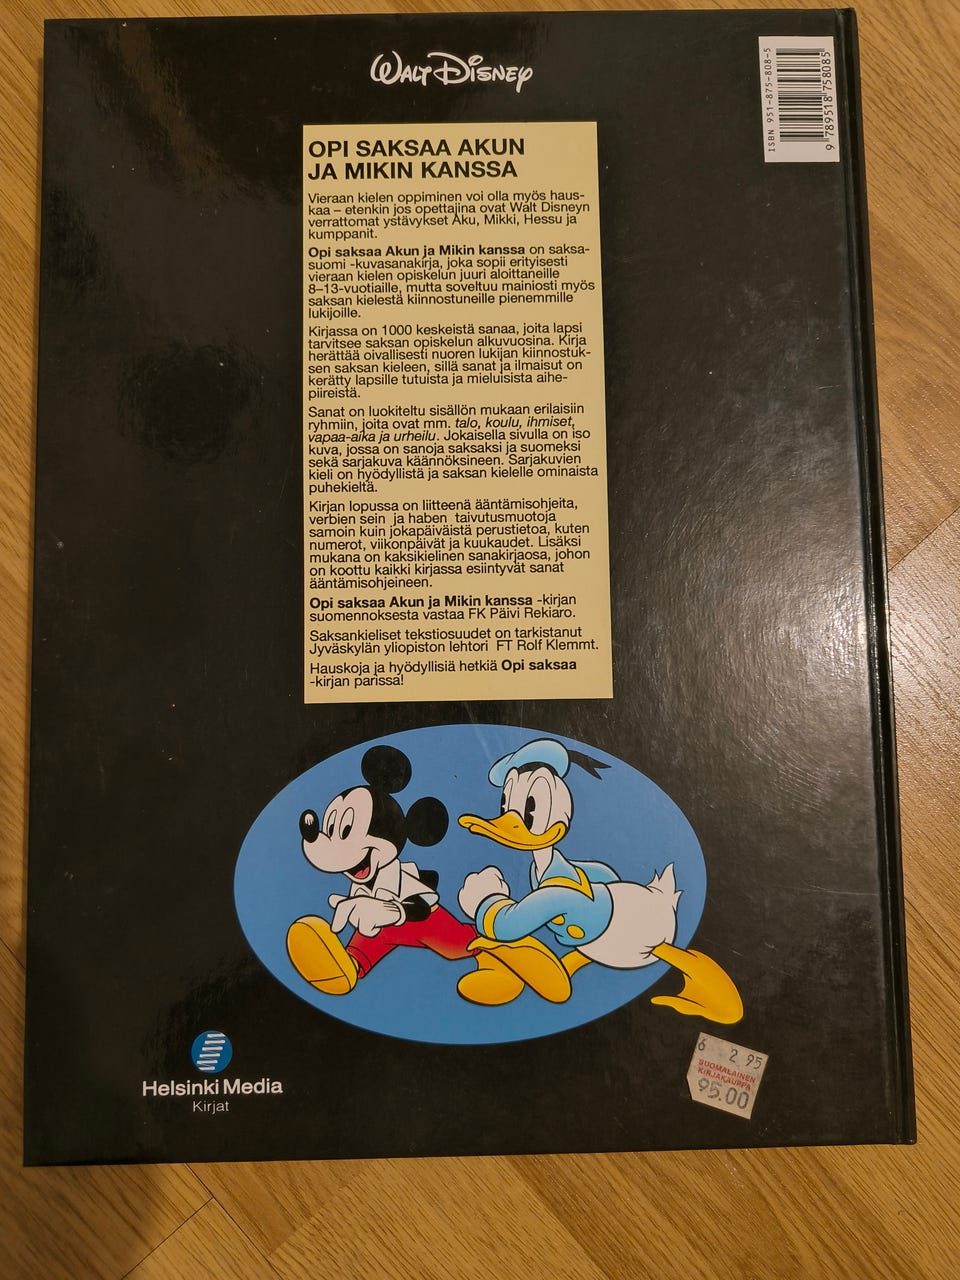 WALT DISNEY
ISBN 951-875-808-5
9 789518 758085
OPI SAKSAA AKUN
JA MIKIN KANSSA
Vieraan kielen oppiminen voi olla myös haus-
kaa – etenkin jos opettajina ovat Walt Disneyn
verrattomat ystävykset Aku, Mikki, Hessu ja
kumppanit.
Opi saksaa Akun ja Mikin kanssa on saksa-
suomi -kuvasanakirja, joka sopii erityisesti
vieraan kielen opiskelun juuri aloittaneille
8–13-vuotiaille, mutta soveltuu mainiosti myös
saksan kielestä kiinnostuneille pienemmille
lukijoille.
Kirjassa on 1000 keskeistä sanaa, joita lapsi
tarvitsee saksan opiskelun alkuvuosina. Kirja
herättää oivallisesti nuoren lukijan kiinnostuk-
sen saksan kieleen, sillä sanat ja ilmaisut on
kerätty lapsille tutuista ja mieluisista aihe-
piireistä.
Sanat on luokiteltu sisällön mukaan erilaisiin
ryhmiin, joita ovat mm. talo, koulu, ihmiset,
vapaa-aika ja urheilu. Jokaisella sivulla on iso
kuva, jossa on sanoja saksaksi ja suomeksi
sekä sarjakuva käännöksineen. Sarjakuvien
kieli on hyödyllistä ja saksan kielelle ominaista
puhekieltä.
Kirjan lopussa on liitteenä ääntämisohjeita,
verbien sein ja haben taivutusmuotoja
samoin kuin jokapäiväistä perustietoa, kuten
numerot, viikonpäivät ja kuukaudet. Lisäksi
mukana on kaksikielinen sanakirjaosa, johon
on koottu kaikki kirjassa esiintyvät sanat
ääntämisohjeineen.
Opi saksaa Akun ja Mikin kanssa -kirjan
suomennoksesta vastaa FK Päivi Rekiaro.
Saksankieliset tekstiosuudet on tarkistanut
Jyväskylän yliopiston lehtori FT Rolf Klemmt.
Hauskoja ja hyödyllisiä hetkiä Opi saksaa
-kirjan parissa!
Helsinki Media
Kirjat
6 2 95
SUOMALAINEN
KIRJAKAUPPA
95.00